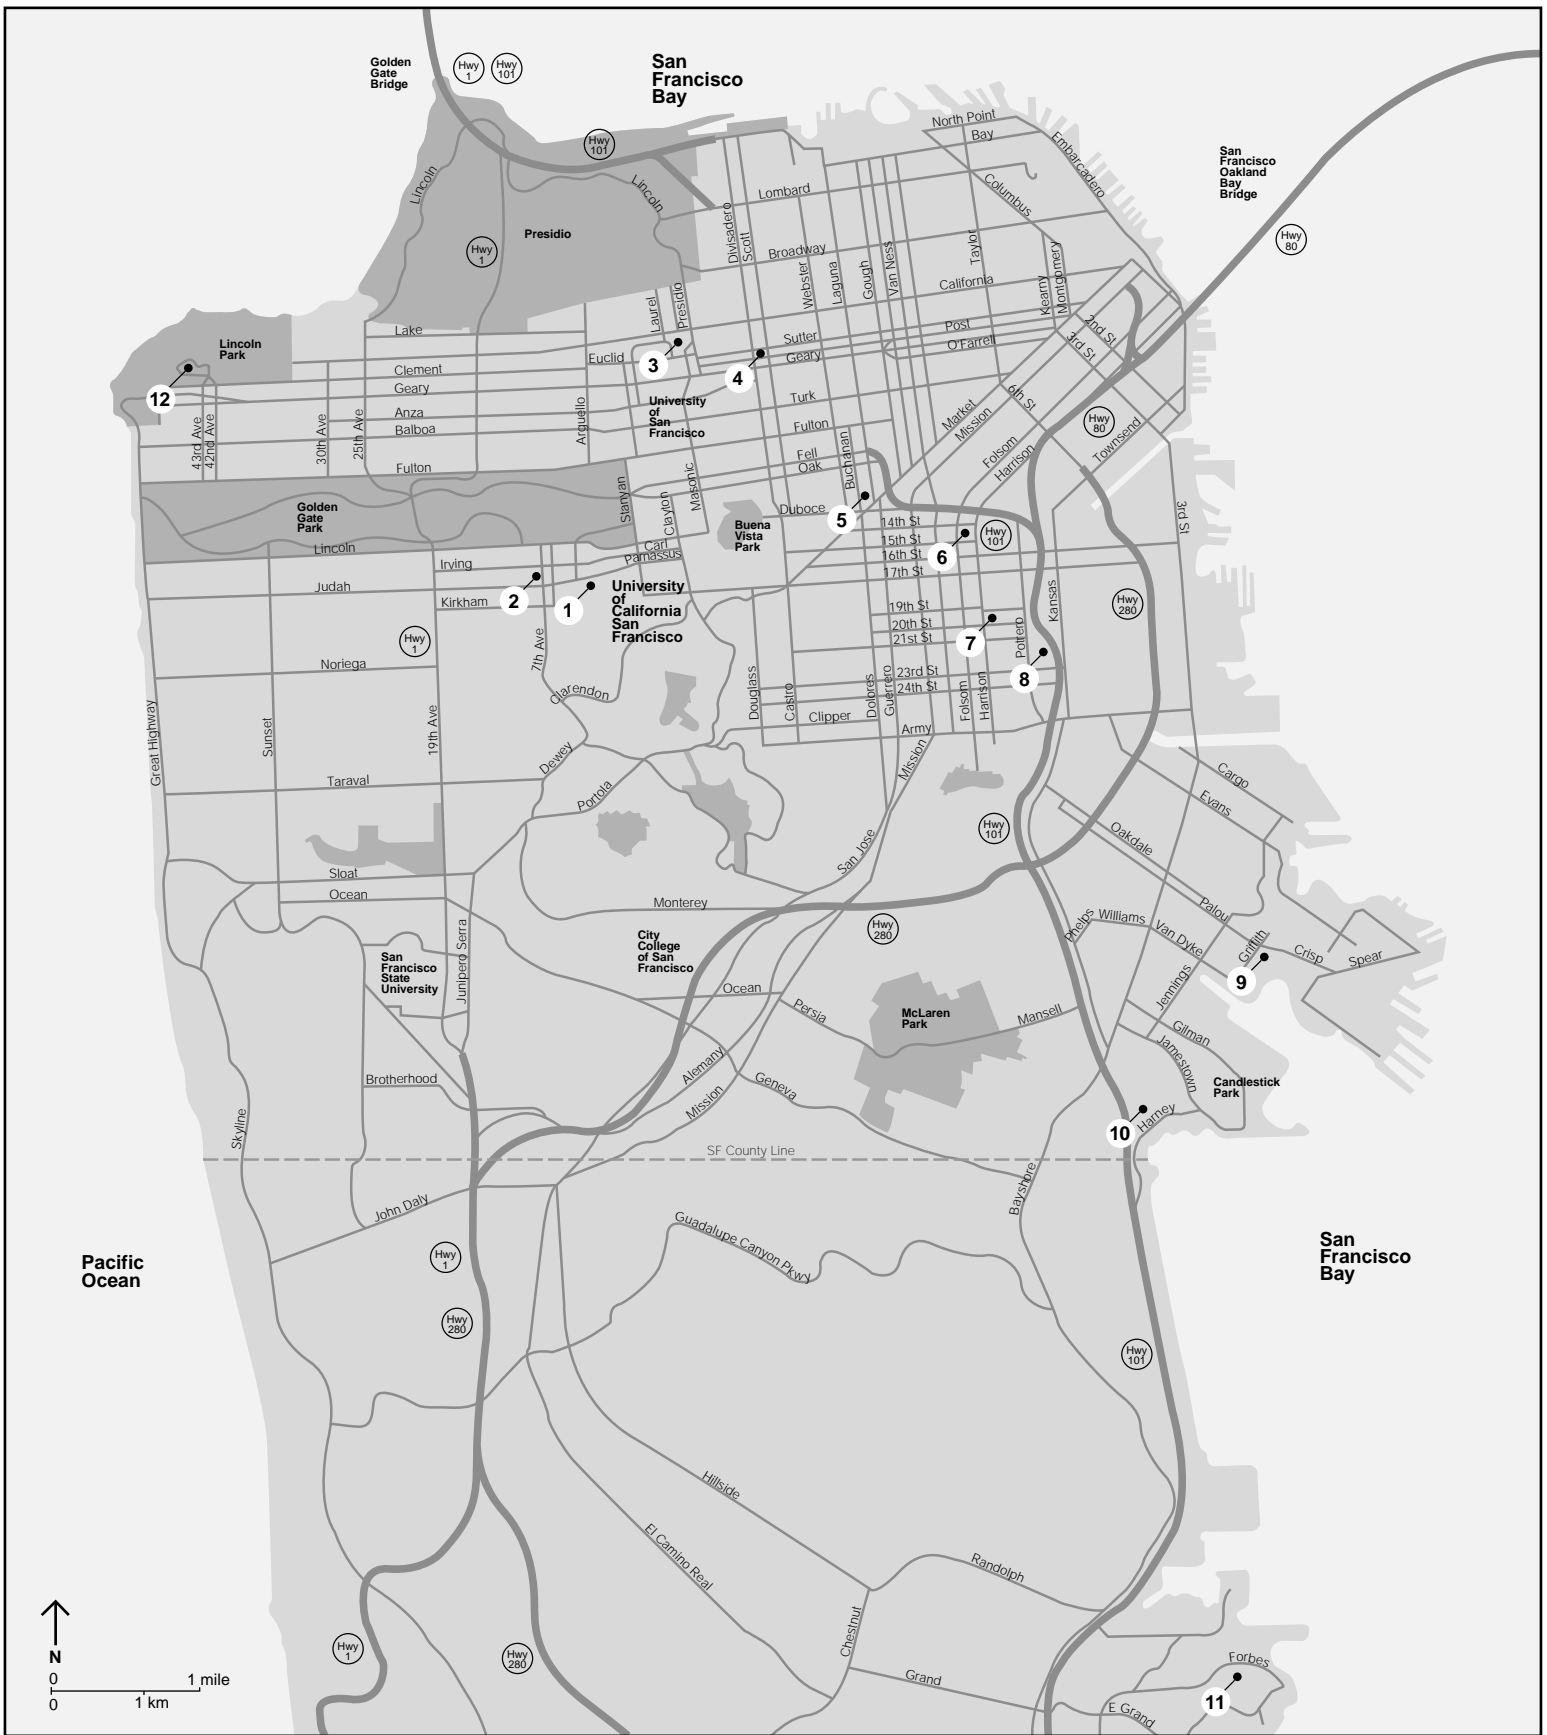 Golden
Gate
Bridge
Hwy
1
Hwy
101
San
Francisco
Bay
Hwy
101
North Point
Bay
Embarcadero
San
Francisco
Oakland
Bay
Bridge
Hwy
80
Lincoln
Lincoln
Lombard
Columbus
Presidio
Hwy
1
Divisadero
Scott
Broadway
Webster
Laguna
Gough
Van Ness
Taylor
California
Kearny
Montgomery
Laurel
Presidio
Lake
Lincoln
Park
Euclid
3
Sutter
Post
2nd St
Clement
Geary
O'Farrell
3rd St
12
Geary
4
Turk
6th St
University
of
San
Francisco
Anza
Balboa
Arguello
Market
Mission
Hwy
80
43rd Ave
42nd Ave
30th Ave
25th Ave
Fulton
Fulton
Fell
Oak
Buchanan
Folsom
Harrison
Townsend
Stanyan
Masonic
Clayton
Golden
Gate
Park
Buena
Vista
Park
Duboce
5
14th St
15th St
16th St
17th St
6
Hwy
101
3rd St
Lincoln
Irving
Carl
Parnassus
Judah
Kirkham
2
1
University
of
California
San
Francisco
19th St
20th St
21st St
7
Potrero
Kansas
Hwy
280
Hwy
1
7th Ave
Noriega
Clarendon
Douglass
Castro
23rd St
24th St
Dolores
Guerrero
Folsom
Harrison
8
Clipper
Army
Great Highway
Sunset
19th Ave
Dewey
Mission
Taraval
Portola
Cargo
Evans
Hwy
101
Oakdale
San Jose
Sloat
Ocean
Monterey
Palou
Phelps
Williams
Van Dyke
Griffith
Crisp
Spear
Hwy
280
City
College
of San
Francisco
San
Francisco
State
University
Junipero Serra
9
Jennings
Ocean
Persia
McLaren
Park
Mansell
Gilman
Jamestown
Alemany
Mission
Geneva
Brotherhood
Candlestick
Park
10
Harney
Skyline
SF County Line
Bayshore
John Daly
Guadalupe Canyon Pkwy
Pacific
Ocean
Hwy
1
San
Francisco
Bay
Hwy
280
Hwy
101
Hillside
El Camino Real
Randolph
Chestnut
N
0
1 mile
0
1 km
Hwy
1
Hwy
280
Grand
Forbes
11
E Grand